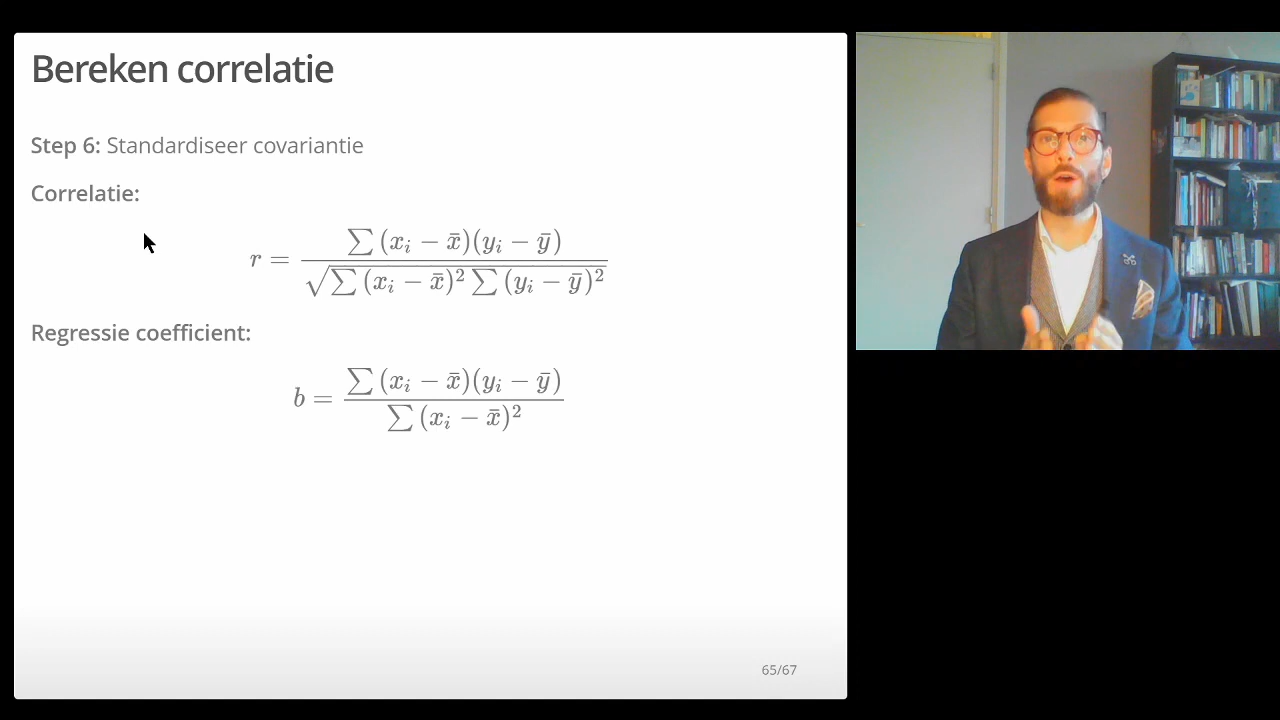 Bereken correlatie
Step 6: Standardiseer covariantie
Correlatie:
r = ∑ (xᵢ − x̄)(yᵢ − ȳ) / √(∑ (xᵢ − x̄)² ∑ (yᵢ − ȳ)²)
Regressie coefficient:
b = ∑ (xᵢ − x̄)(yᵢ − ȳ) / ∑ (xᵢ − x̄)²
65/67